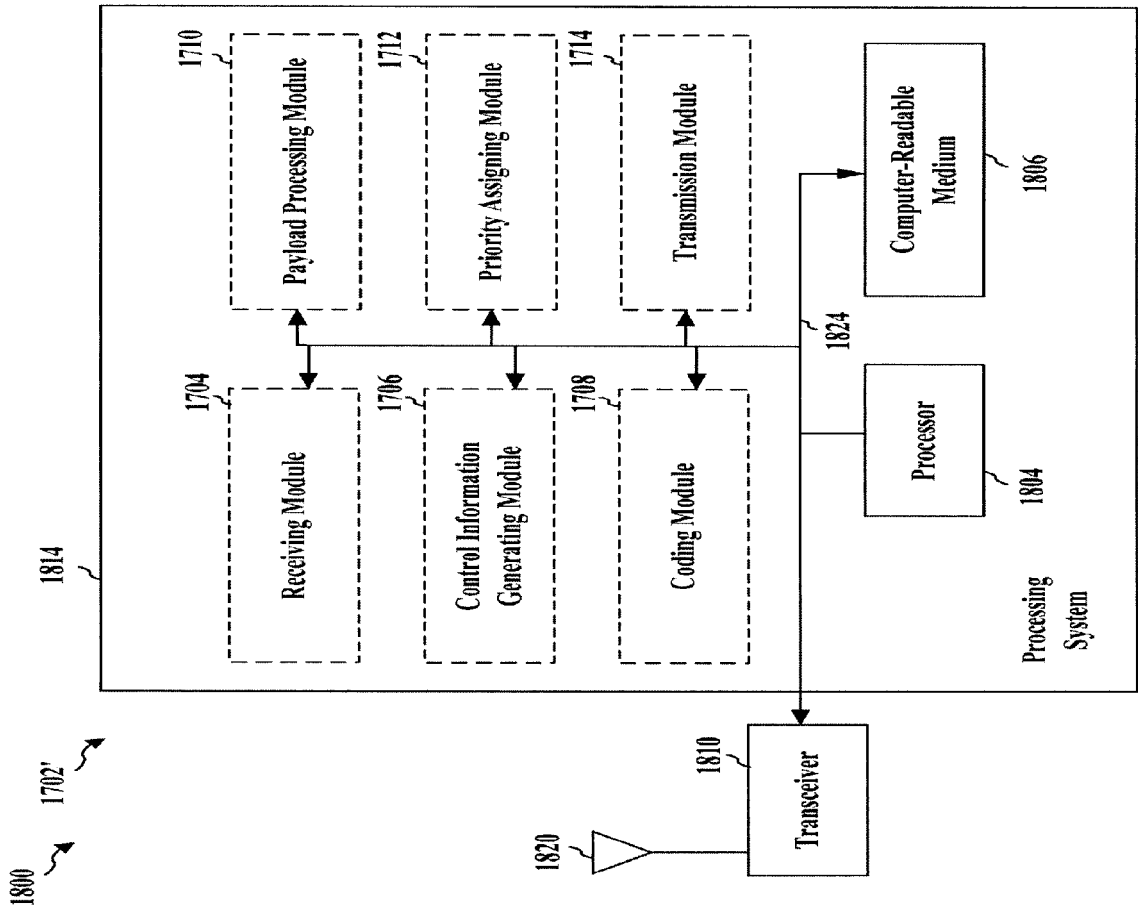 1800
1702'
1814
1704
Receiving Module
1710
Payload Processing Module
1706
Control Information
Generating Module
1712
Priority Assigning Module
1708
Coding Module
1714
Transmission Module
1820
1810
Transceiver
1824
Processor
1804
Computer-Readable
Medium
1806
Processing
System